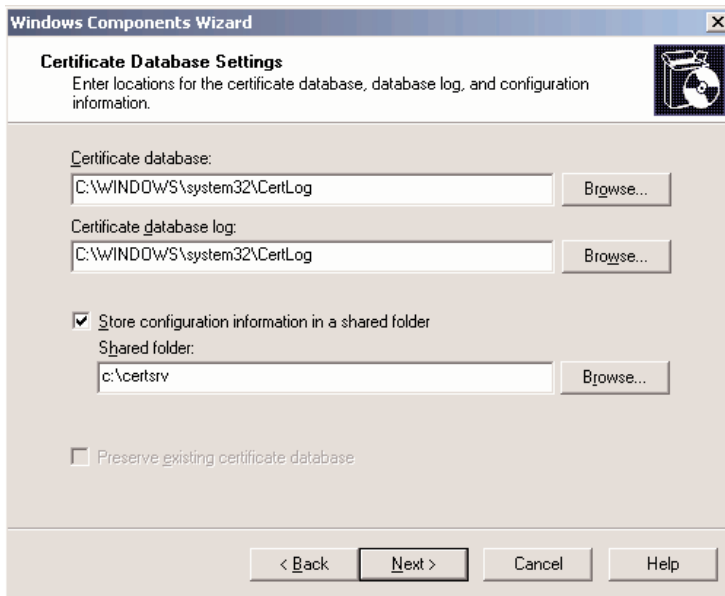 Windows Components Wizard
Certificate Database Settings
Enter locations for the certificate database, database log, and configuration
information.
Certificate database:
C:\WINDOWS\system32\CertLog
Browse...
Certificate database log:
C:\WINDOWS\system32\CertLog
Browse...
Store configuration information in a shared folder
Shared folder:
c:\certsrv
Browse...
Preserve existing certificate database
< Back Next > Cancel Help